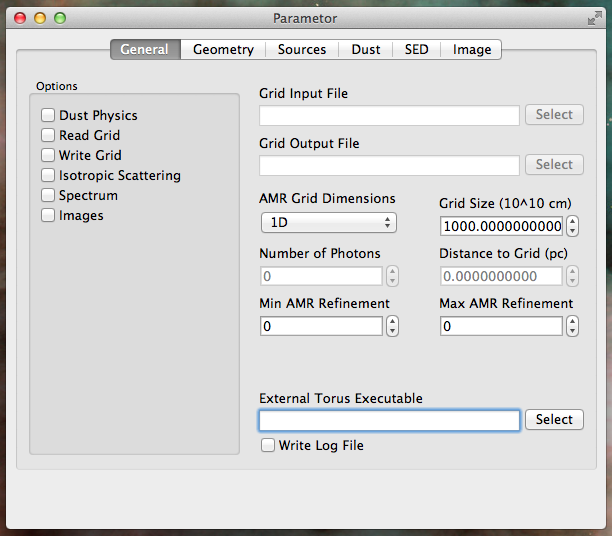 Parametor
General Geometry Sources Dust SED Image
Options
Dust Physics
Read Grid
Write Grid
Isotropic Scattering
Spectrum
Images
Grid Input File
Select
Grid Output File
Select
AMR Grid Dimensions
1D
Grid Size (10^10 cm)
1000.0000000000
Number of Photons
0
Distance to Grid (pc)
0.0000000000
Min AMR Refinement
0
Max AMR Refinement
0
External Torus Executable
Select
Write Log File